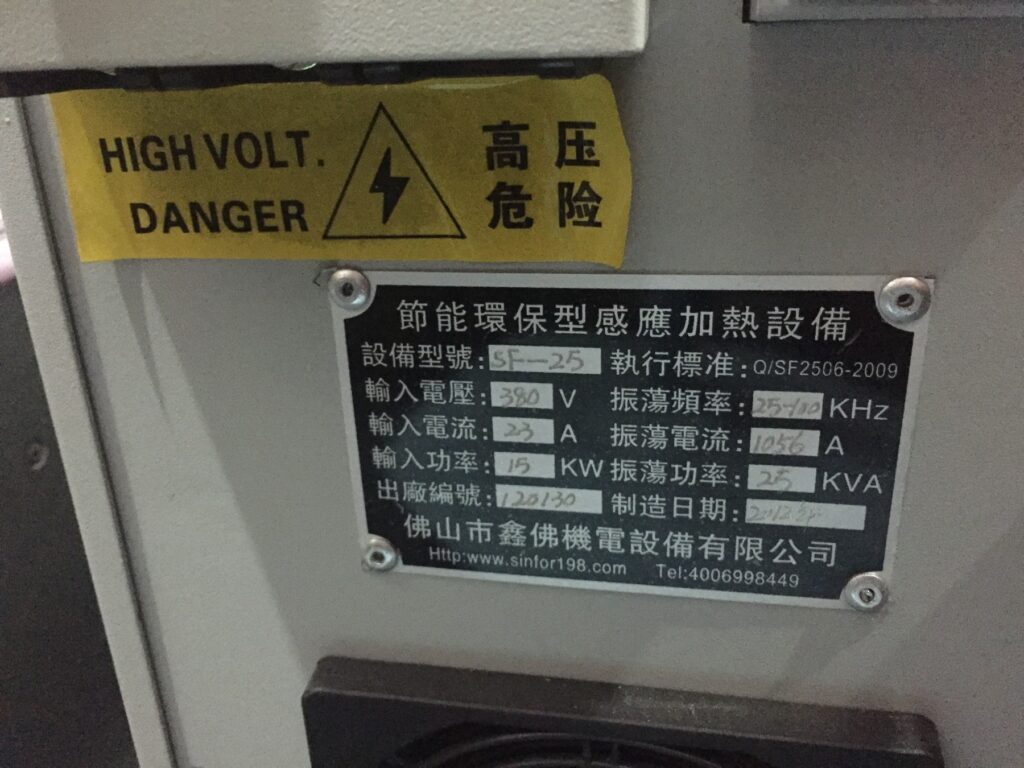 HIGH VOLT. 高压
DANGER 危险
節能環保型感應加熱設備
設備型號:SF-25 執行標准:Q/SF2506-2009
輸入電壓:380 V 振蕩頻率:25-100 KHz
輸入電流:23 A 振蕩電流:1056 A
輸入功率:15 KW 振蕩功率:25 KVA
出廠編號:120130 制造日期:
佛山市鑫佛機電設備有限公司
Http:www.sinfor198.com Tel:4006998449